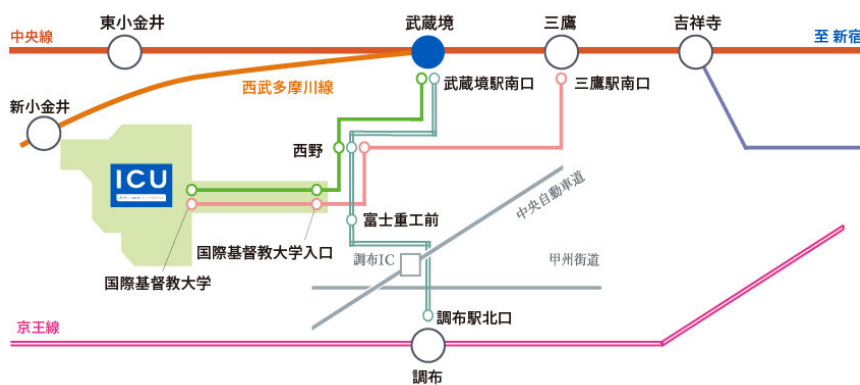 東小金井
武蔵境
三鷹
吉祥寺
中央線
至 新宿
西武多摩川線
武蔵境駅南口
三鷹駅南口
新小金井
西野
ICU
中央自動車道
富士重工前
国際基督教大学入口
調布IC
甲州街道
国際基督教大学
京王線
調布駅北口
調布